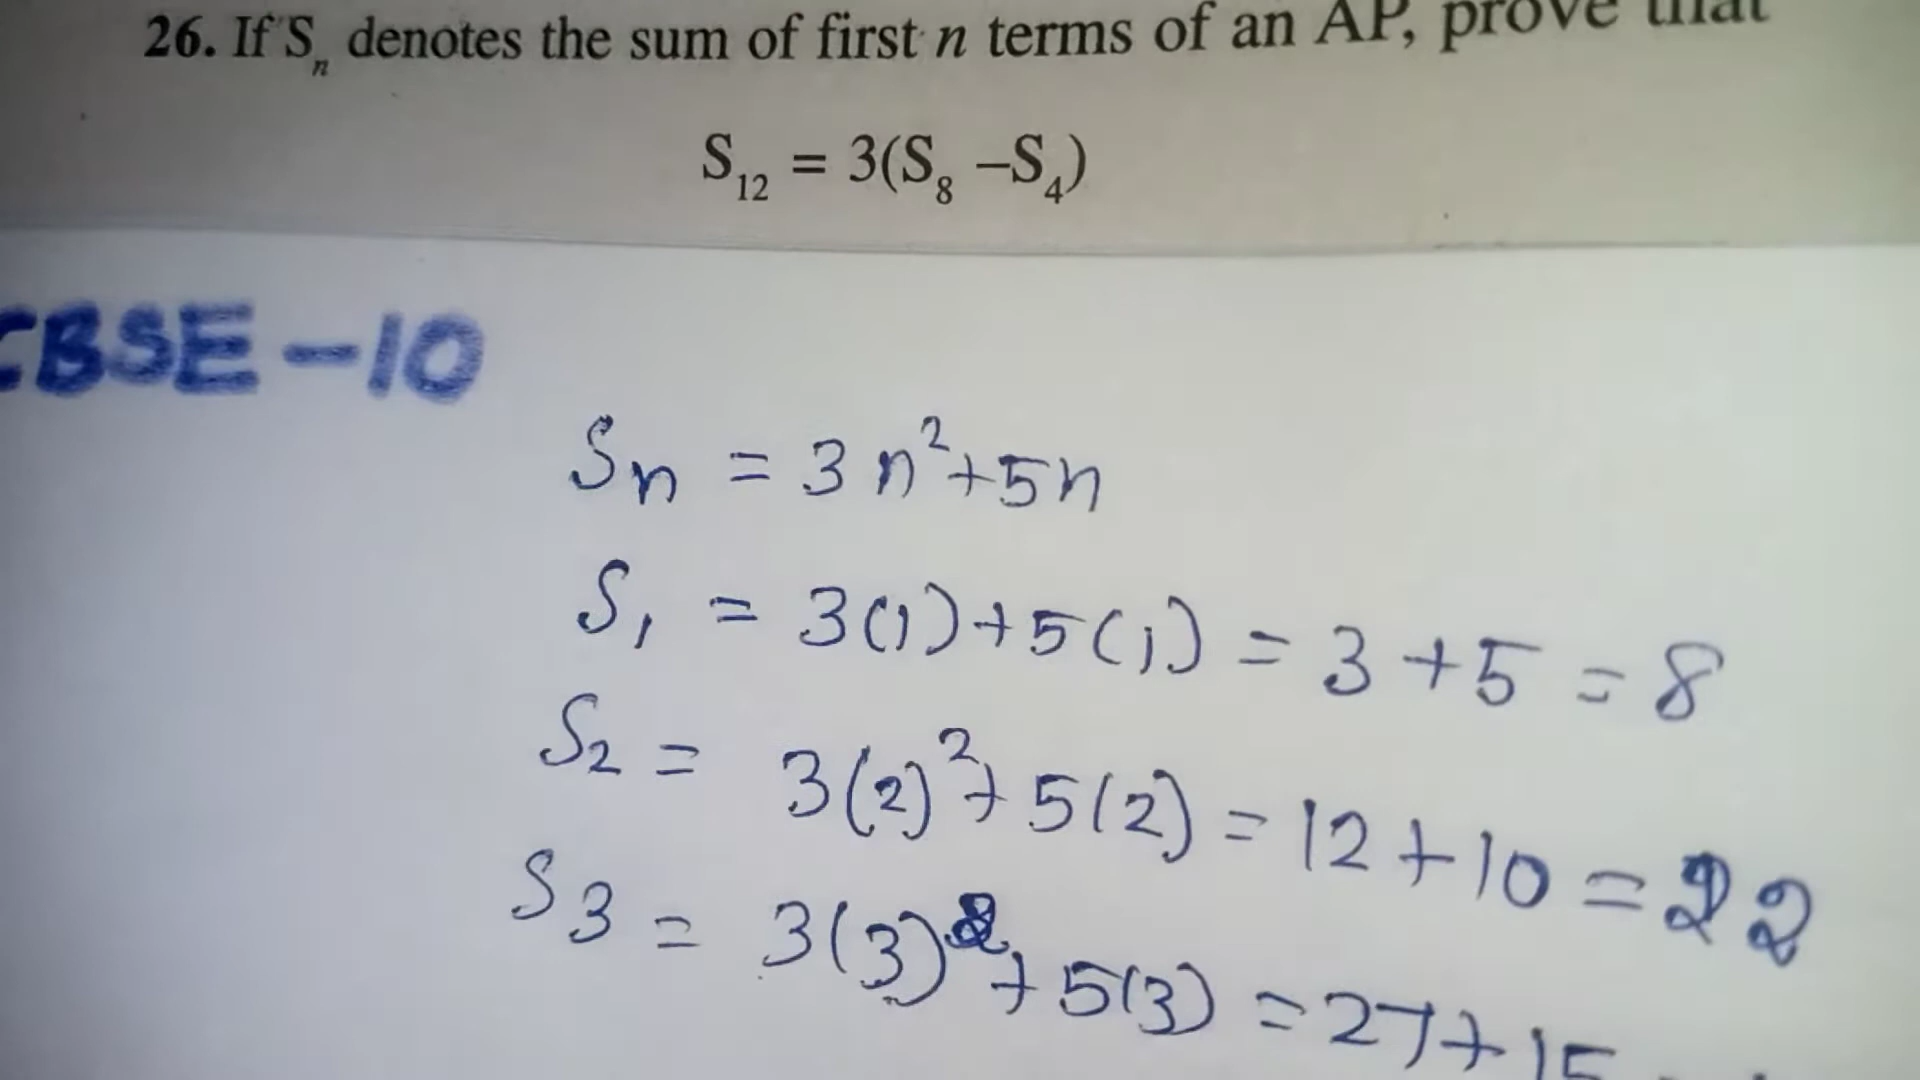 26. If Sₙ denotes the sum of first n terms of an AP, prove that
S₁₂ = 3(S₈ –S₄)
CBSE-10
Sn = 3n²+5n
S₁ = 3(1)+5(1) = 3+5 = 8
S₂ = 3(2)²+5(2) = 12+10 = 22
S₃ = 3(3)²+5(3) = 27+15